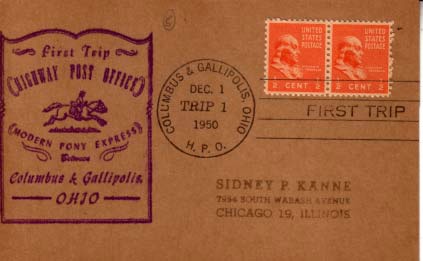 First Trip
HIGHWAY POST OFFICE
(MODERN PONY EXPRESS)
Between
Columbus & Gallipolis,
OHIO
COLUMBUS & GALLIPOLIS, OHIO
DEC. 1
TRIP 1
1950
H. P. O.
UNITED
STATES
POSTAGE
2 CENT. 2
UNITED
STATES
POSTAGE
2 CENT. 2
FIRST TRIP
SIDNEY P. KANNE
7994 SOUTH WABASH AVENUE
CHICAGO 19, ILLINOIS